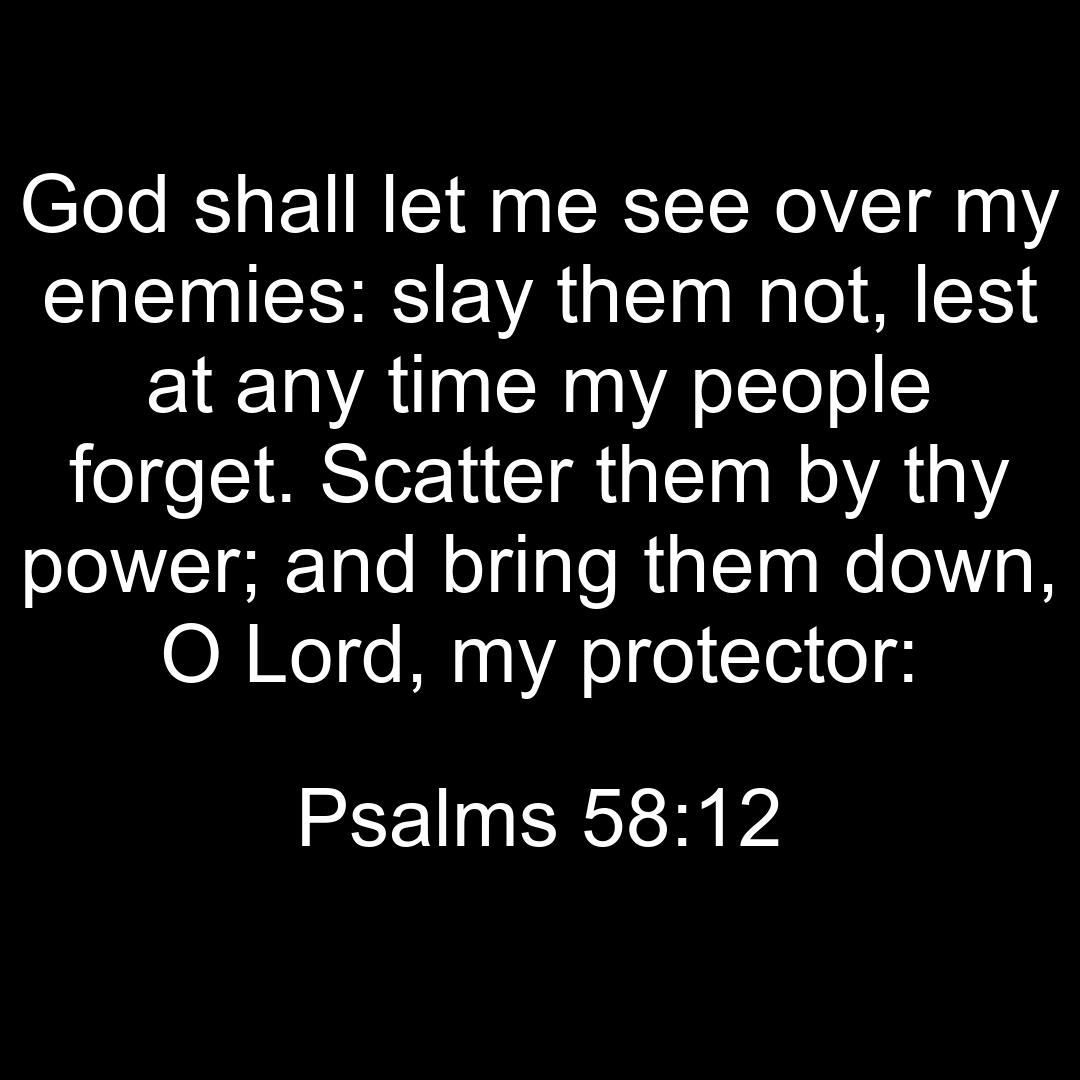 God shall let me see over my
enemies: slay them not, lest
at any time my people
forget. Scatter them by thy
power; and bring them down,
O Lord, my protector:
Psalms 58:12